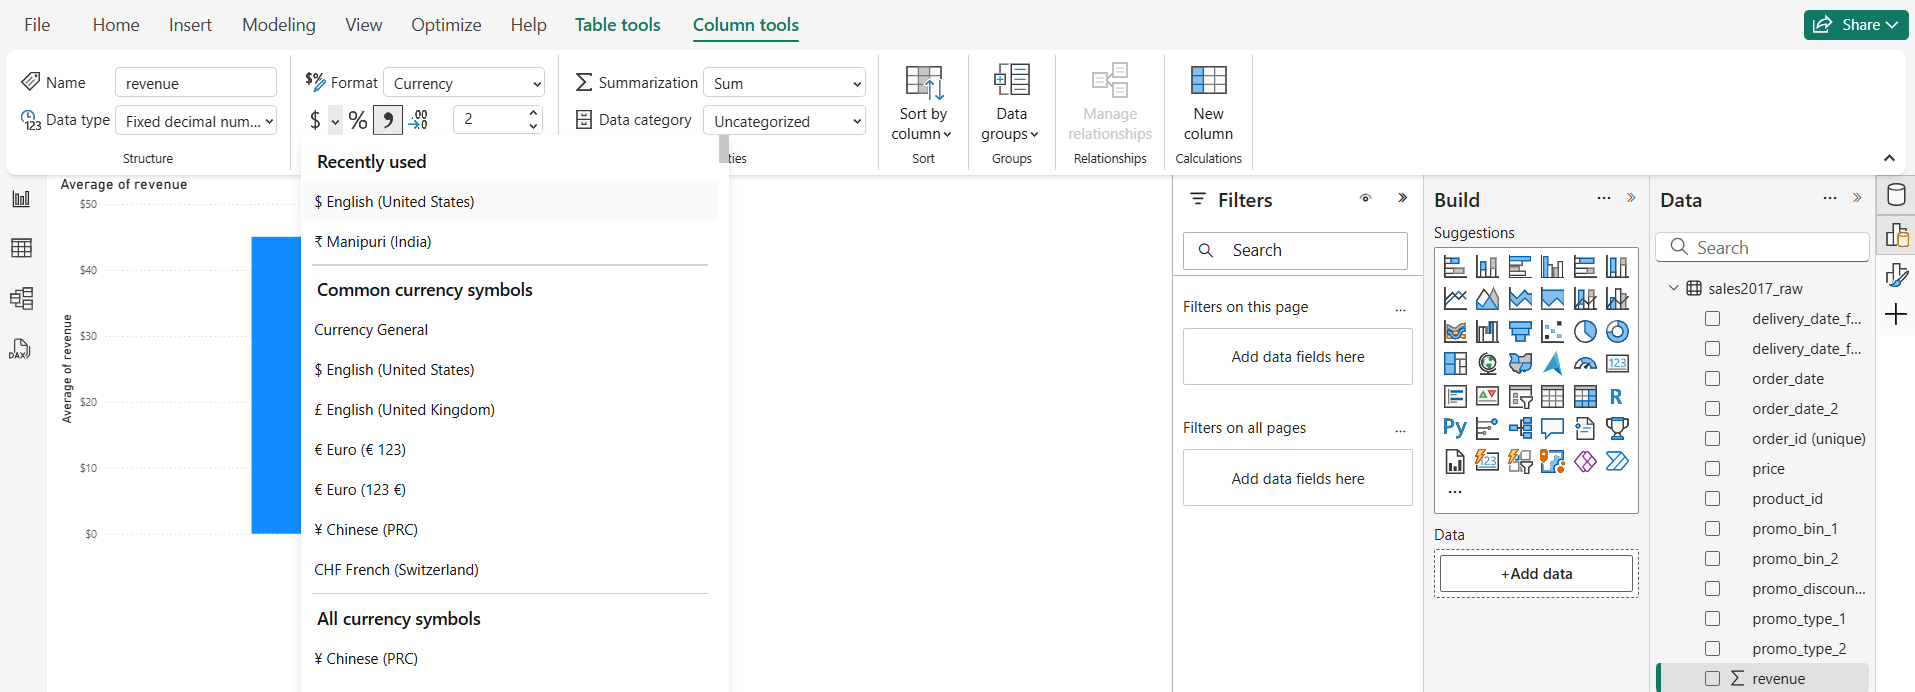 File Home Insert Modeling View Optimize Help Table tools Column tools Share
Name revenue
Data type Fixed decimal num...
Structure
$% Format Currency
$ % , .00 2
Summarization Sum
Data category Uncategorized
ties
Sort by
column
Sort
Data
groups
Groups
Manage
relationships
Relationships
New
column
Calculations
Recently used
$ English (United States)
₹ Manipuri (India)
Common currency symbols
Currency General
$ English (United States)
£ English (United Kingdom)
€ Euro (€ 123)
€ Euro (123 €)
¥ Chinese (PRC)
CHF French (Switzerland)
All currency symbols
¥ Chinese (PRC)
Average of revenue
$50
$40
$30
$20
$10
$0
Average of revenue
DAX
Filters
Search
Filters on this page ...
Add data fields here
Filters on all pages ...
Add data fields here
Build ...
Suggestions
123
R
Py
123
...
Data
+Add data
Data ...
Search
sales2017_raw
delivery_date_f...
delivery_date_f...
order_date
order_date_2
order_id (unique)
price
product_id
promo_bin_1
promo_bin_2
promo_discoun...
promo_type_1
promo_type_2
revenue